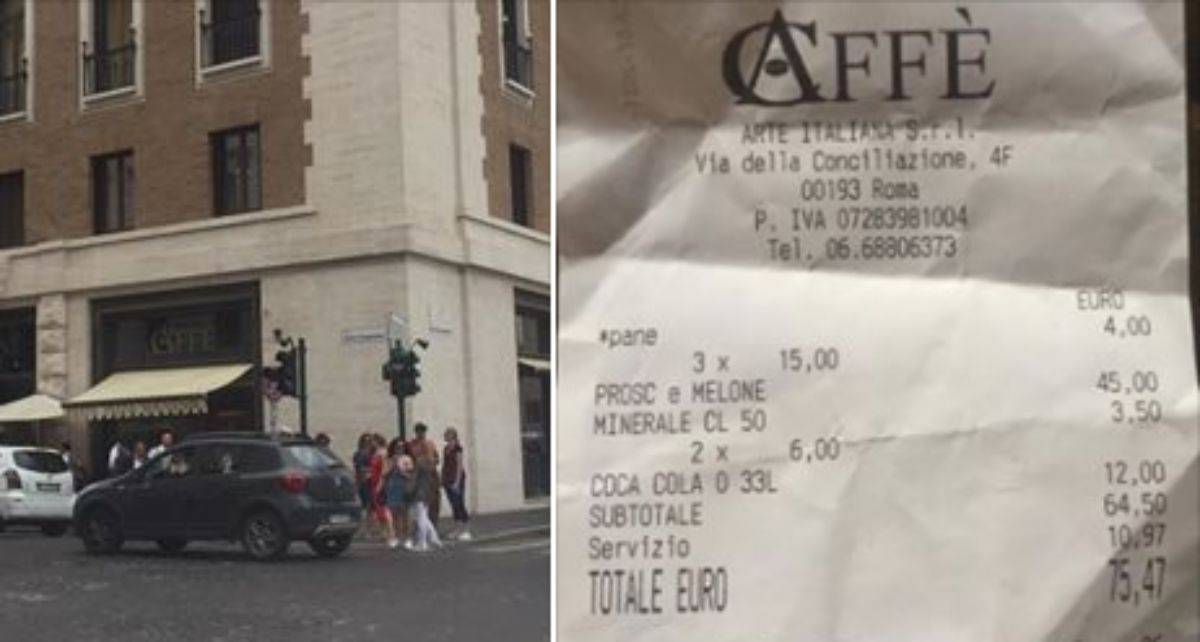 CAFFÈ
CAFFÈ
ARTE ITALIANA S.r.l.
Via della Conciliazione, 4F
00193 Roma
P. IVA 07283981004
Tel. 06.68806373
EURO
*pane 4,00
3 x 15,00
PROSC e MELONE 45,00
MINERALE CL 50 3,50
2 x 6,00
COCA COLA 0 33L 12,00
SUBTOTALE 64,50
Servizio 10,97
TOTALE EURO 75,47